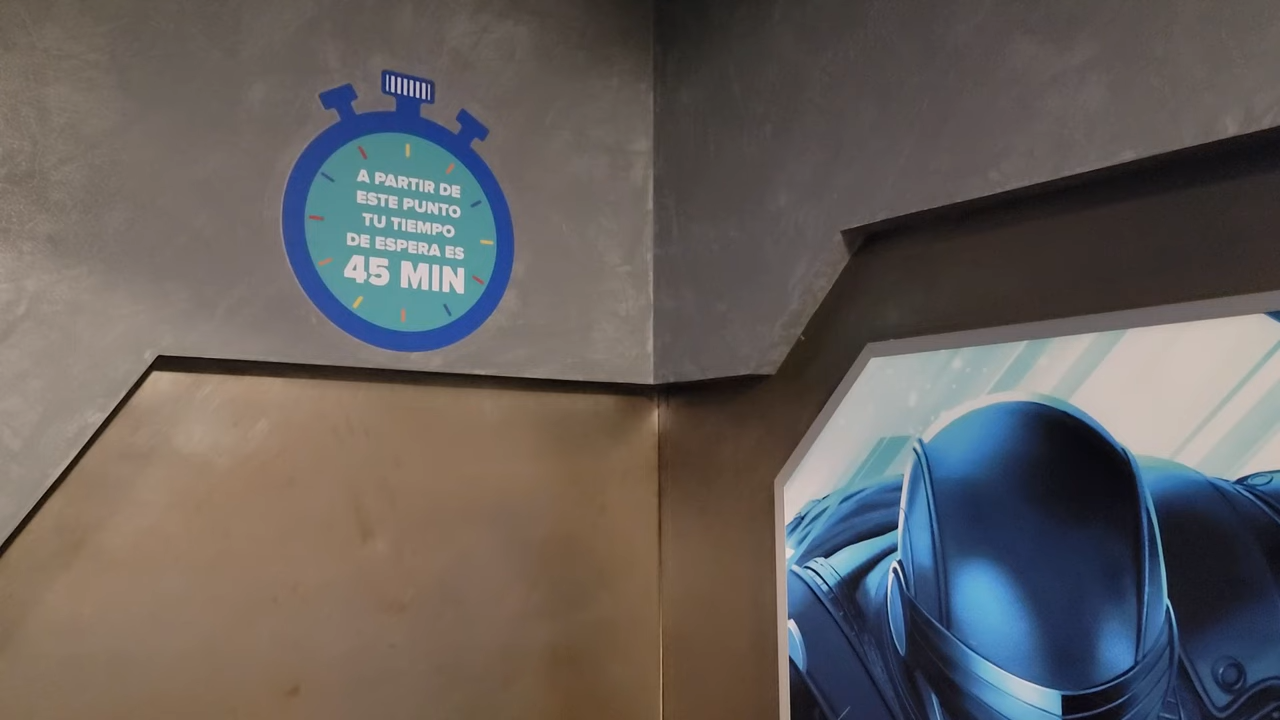 A PARTIR DE
ESTE PUNTO
TU TIEMPO
DE ESPERA ES
45 MIN